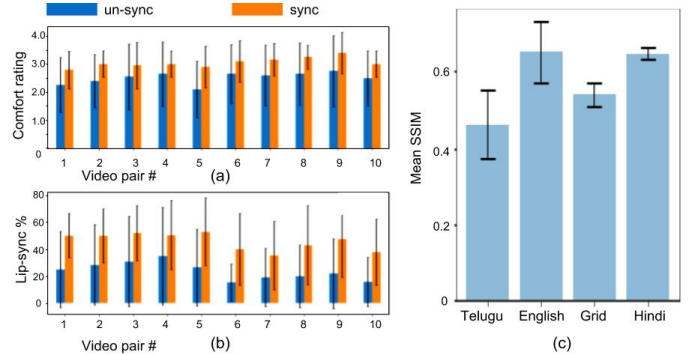 (a)
un-sync
sync
Comfort rating
4.0
3.0
2.0
1.0
0
1 2 3 4 5 6 7 8 9 10
Video pair #
(a)
Lip-sync %
80
60
40
20
0
1 2 3 4 5 6 7 8 9 10
Video pair #
(b)
Mean SSIM
0.6
0.4
0.2
0
Telugu English Grid Hindi
(c)